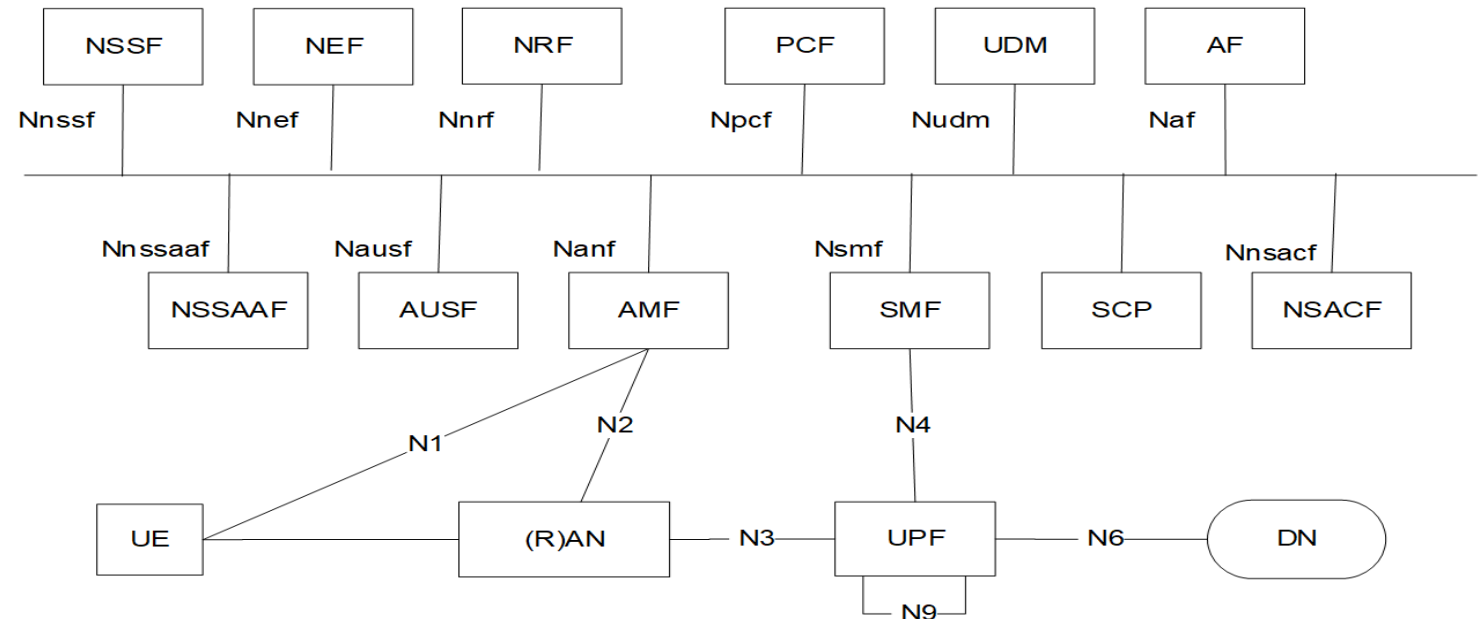 NSSF NEF NRF PCF UDM AF
Nnssf Nnef Nnrf Npcf Nudm Naf
Nnssaaf Nausf Nanf Nsmf Nnsacf
NSSAAF AUSF AMF SMF SCP NSACF
N1 N2 N4
UE (R)AN N3 UPF N6 DN
N9